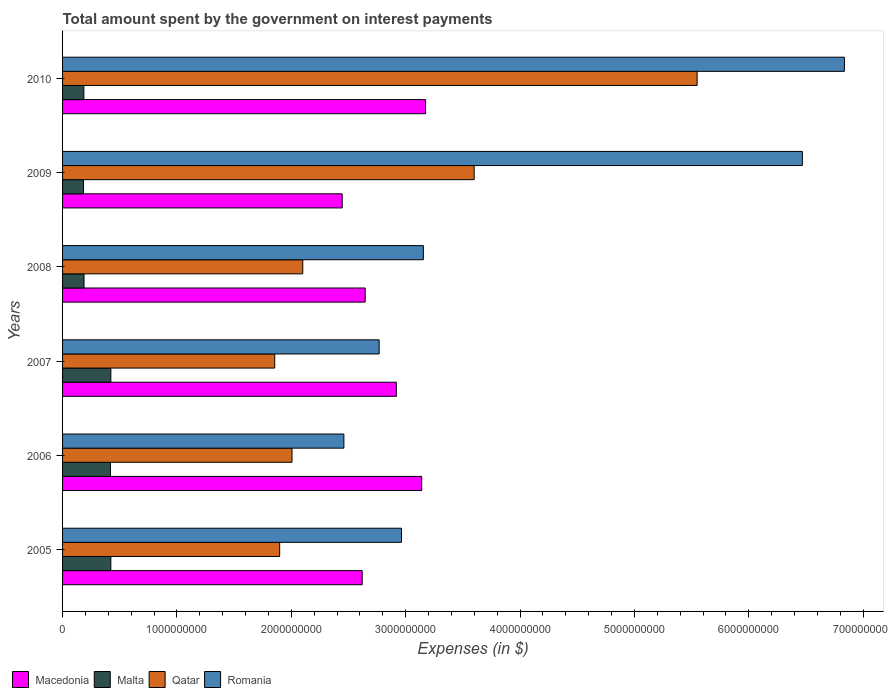 Total amount spent by the government on interest payments
2010
2009
2008
2007
2006
2005
Years
0
1000000000
2000000000
3000000000
4000000000
5000000000
6000000000
700000000
Expenses (in $)
Macedonia
Malta
Qatar
Romania